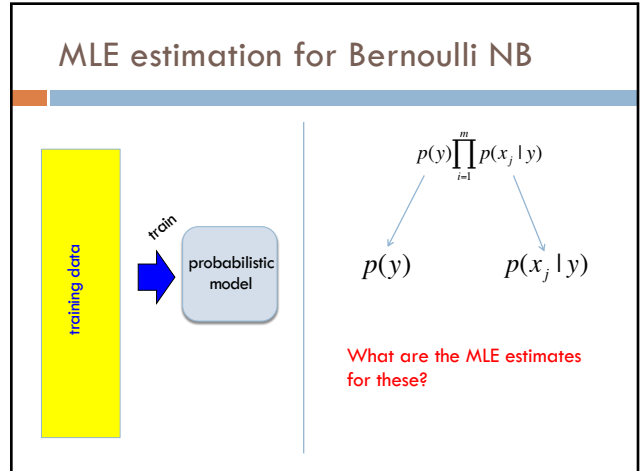 MLE estimation for Bernoulli NB
training data
train
probabilistic
model
p(y)∏_{i=1}^{m} p(x_j | y)
p(y)
p(x_j | y)
What are the MLE estimates
for these?